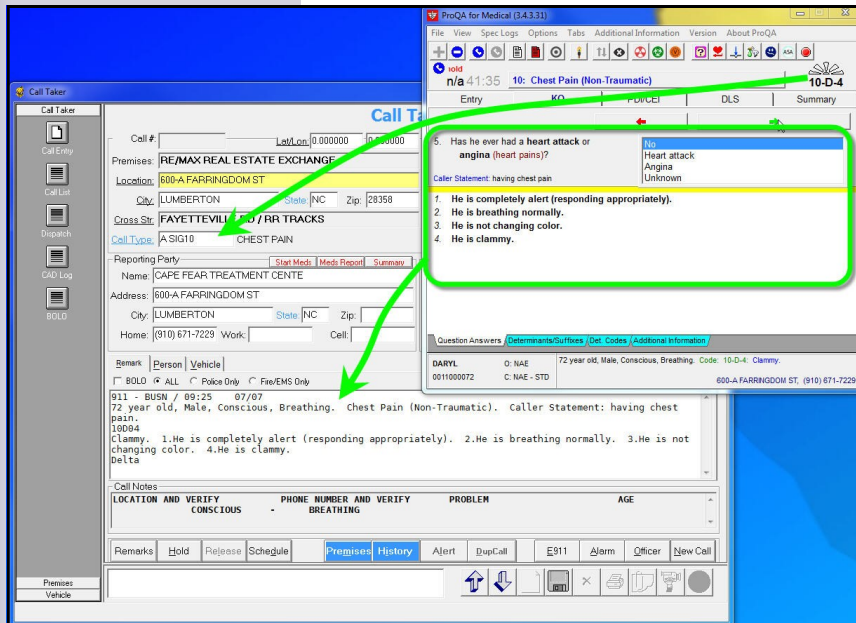 ProQA for Medical (3.4.3.31)
File View Spec Logs Options Tabs Additional Information Version About ProQA
ASA
n/a 41:35 10: Chest Pain (Non-Traumatic) 10-D-4
Entry KQ PDI/CEI DLS Summary
5. Has he ever had a heart attack or
angina (heart pains)?
Caller Statement: having chest pain
No
Heart attack
Angina
Unknown
1. He is completely alert (responding appropriately).
2. He is breathing normally.
3. He is not changing color.
4. He is clammy.
Question Answers Determinants/Suffixes Det. Codes Additional Information
DARYL O: NAE 72 year old, Male, Conscious, Breathing. Code: 10-D-4: Clammy.
0011000072 C: NAE - STD 600-A FARRINGDOM ST, (910) 671-7229
Call Taker
Call Taker
Call Entry
Call List
Dispatch
CAD Log
BOLO
Premises
Vehicle
Call Ta
Call #: Lat/Lon: 0.000000 0.000000
Premises: RE/MAX REAL ESTATE EXCHANGE
Location: 600-A FARRINGDOM ST
City: LUMBERTON State: NC Zip: 28358
Cross Str: FAYETTEVILLE RD / RR TRACKS
Call Type: A SIG10 CHEST PAIN
Reporting Party Start Meds Meds Report Summary
Name: CAPE FEAR TREATMENT CENTE
Address: 600-A FARRINGDOM ST
City: LUMBERTON State: NC Zip:
Home: (910) 671-7229 Work: Cell:
Remark Person Vehicle
BOLO ALL Police Only Fire/EMS Only
911 - BUSN / 09:25 07/07
72 year old, Male, Conscious, Breathing. Chest Pain (Non-Traumatic). Caller Statement: having chest
pain.
10D04
Clammy. 1.He is completely alert (responding appropriately). 2.He is breathing normally. 3.He is not
changing color. 4.He is clammy.
Delta
Call Notes
LOCATION AND VERIFY PHONE NUMBER AND VERIFY PROBLEM AGE
CONSCIOUS - BREATHING
Remarks Hold Release Schedule Premises History Alert DupCall E911 Alarm Officer New Call